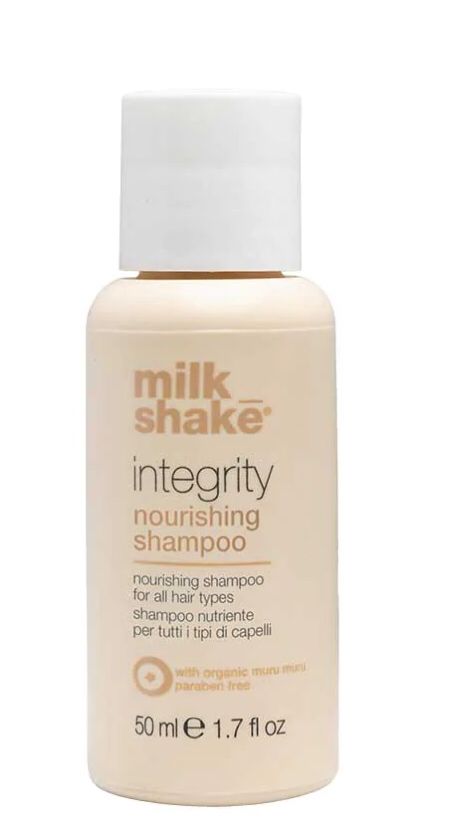 milk
shake®
integrity
nourishing
shampoo
nourishing shampoo
for all hair types
shampoo nutriente
per tutti i tipi di capelli
with organic muru muru
paraben free
50 ml ℮ 1.7 fl oz